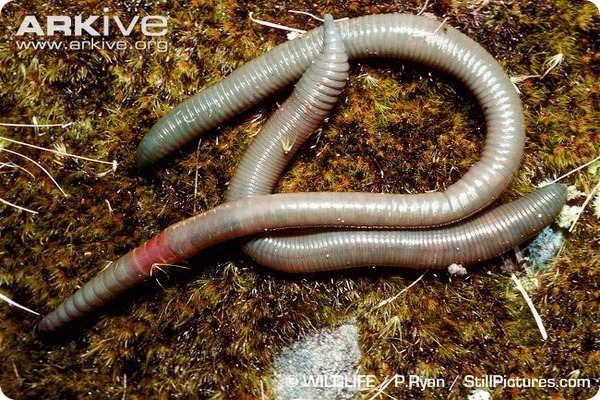 ARKIVE
www.arkive.org
© WILDLIFE / P.Ryan / StillPictures.com ®